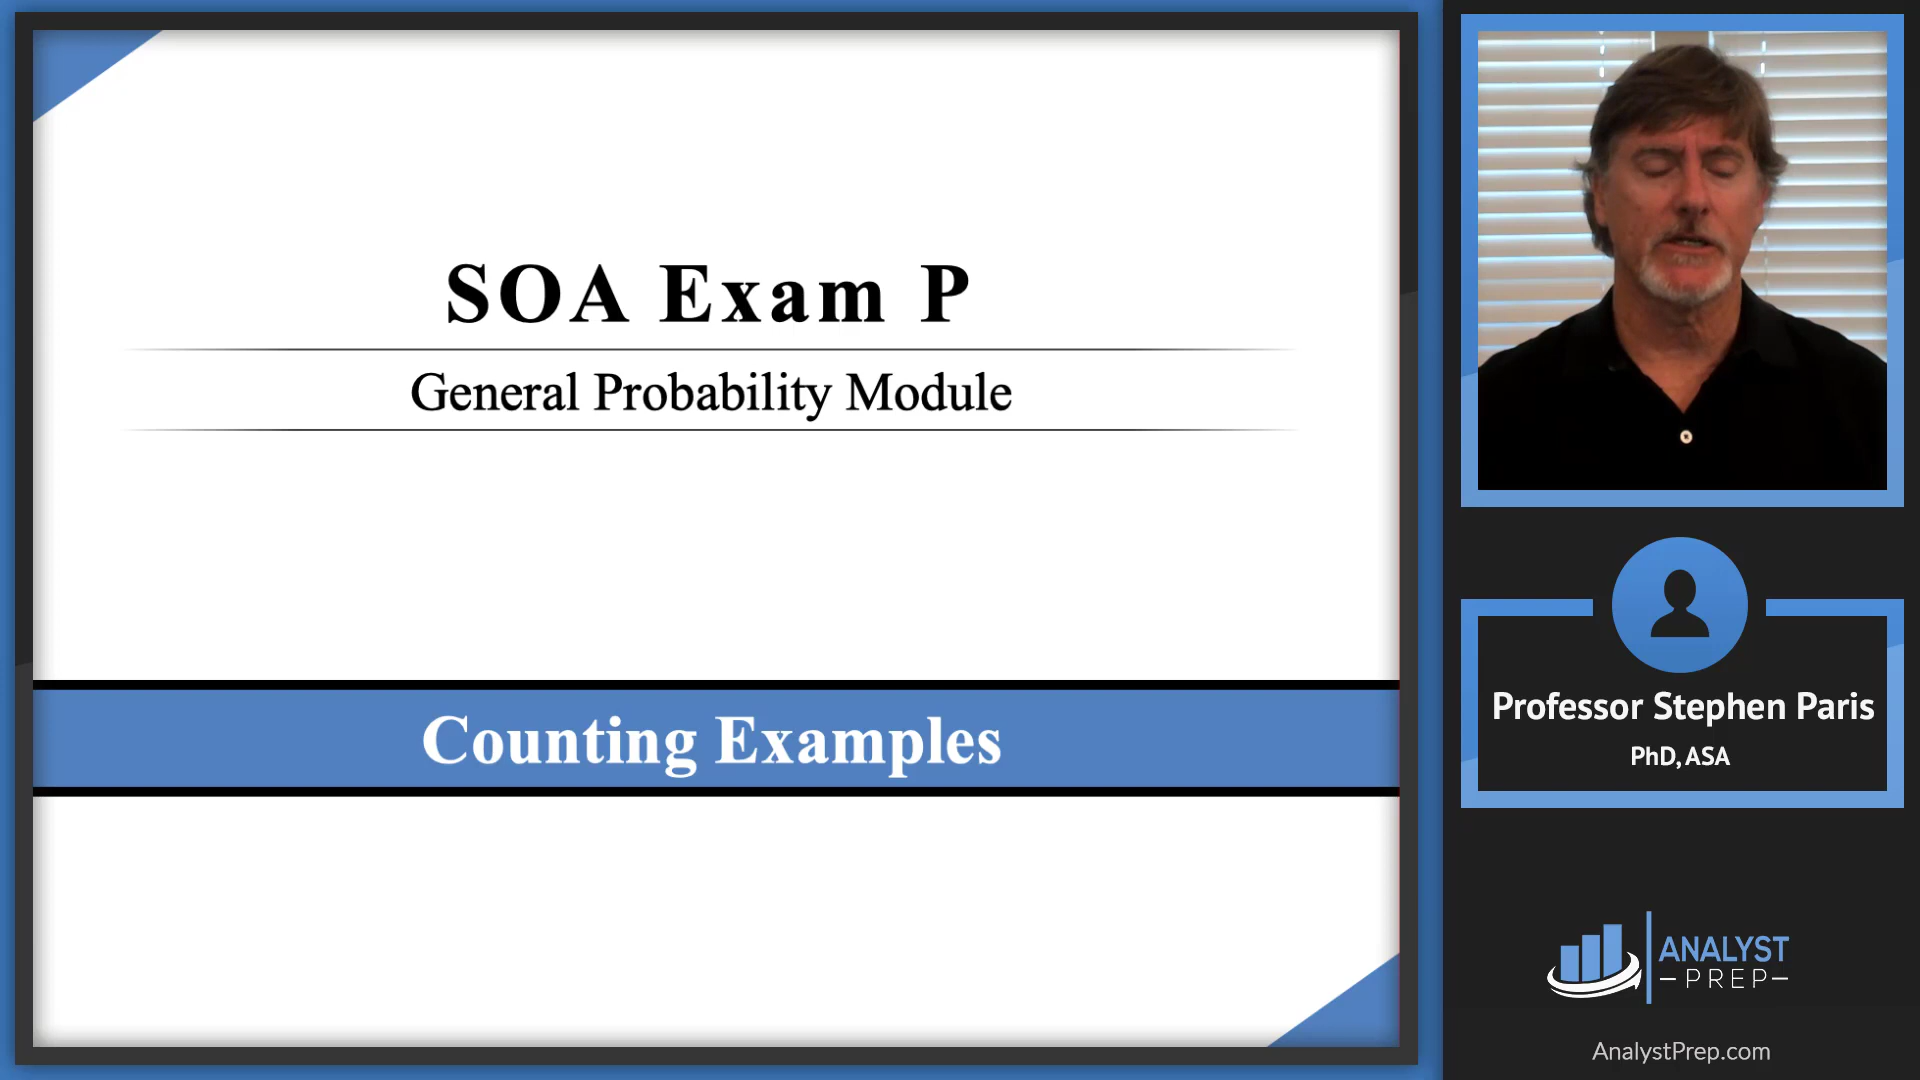 SOA Exam P
General Probability Module
Counting Examples
Professor Stephen Paris
PhD, ASA
ANALYST
PREP
AnalystPrep.com